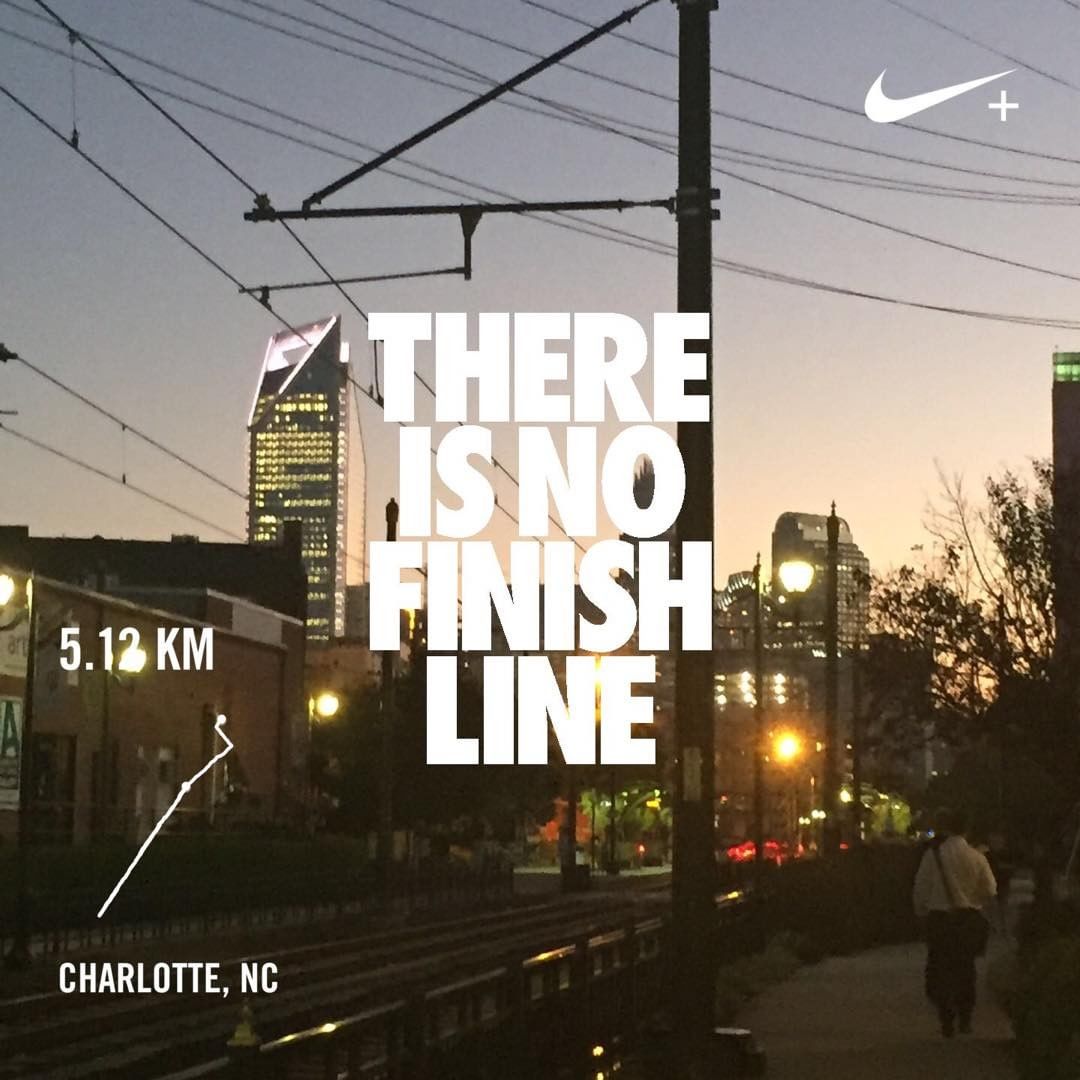 +
THERE
IS NO
FINISH
LINE
5.12 KM
CHARLOTTE, NC